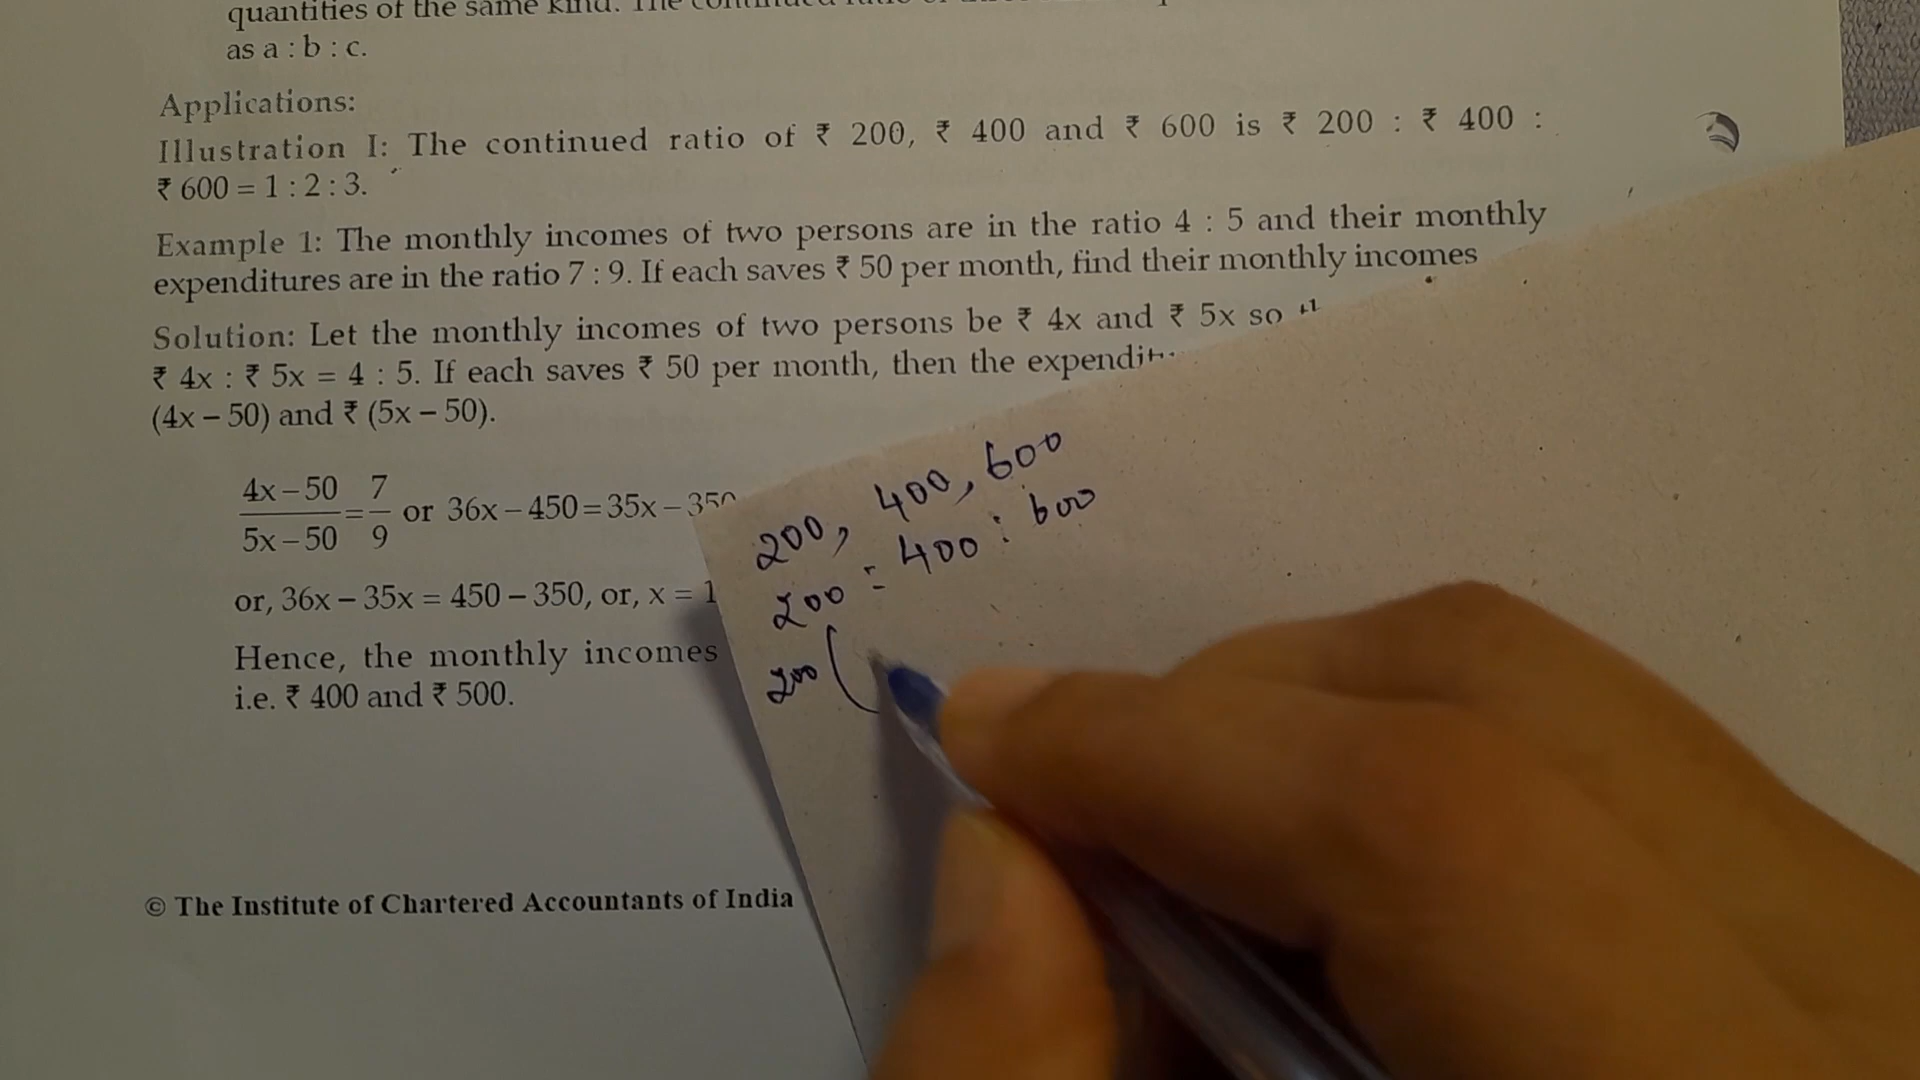 quantities of the same kind. The continued ratio of
as a : b : c.
Applications:
Illustration I: The continued ratio of ₹ 200, ₹ 400 and ₹ 600 is ₹ 200 : ₹ 400 :
₹ 600 = 1 : 2 : 3.
Example 1: The monthly incomes of two persons are in the ratio 4 : 5 and their monthly
expenditures are in the ratio 7 : 9. If each saves ₹ 50 per month, find their monthly incomes
Solution: Let the monthly incomes of two persons be ₹ 4x and ₹ 5x so
₹ 4x : ₹ 5x = 4 : 5. If each saves ₹ 50 per month, then the
(4x – 50) and ₹ (5x – 50).
4x – 50 / 5x – 50 = 7 / 9 or 36x – 450 = 35x – 350
or, 36x – 35x = 450 – 350, or, x = 1
Hence, the monthly incomes
i.e. ₹ 400 and ₹ 500.
© The Institute of Chartered Accountants of India
200, 400, 600
200 : 400 : 600
200 (